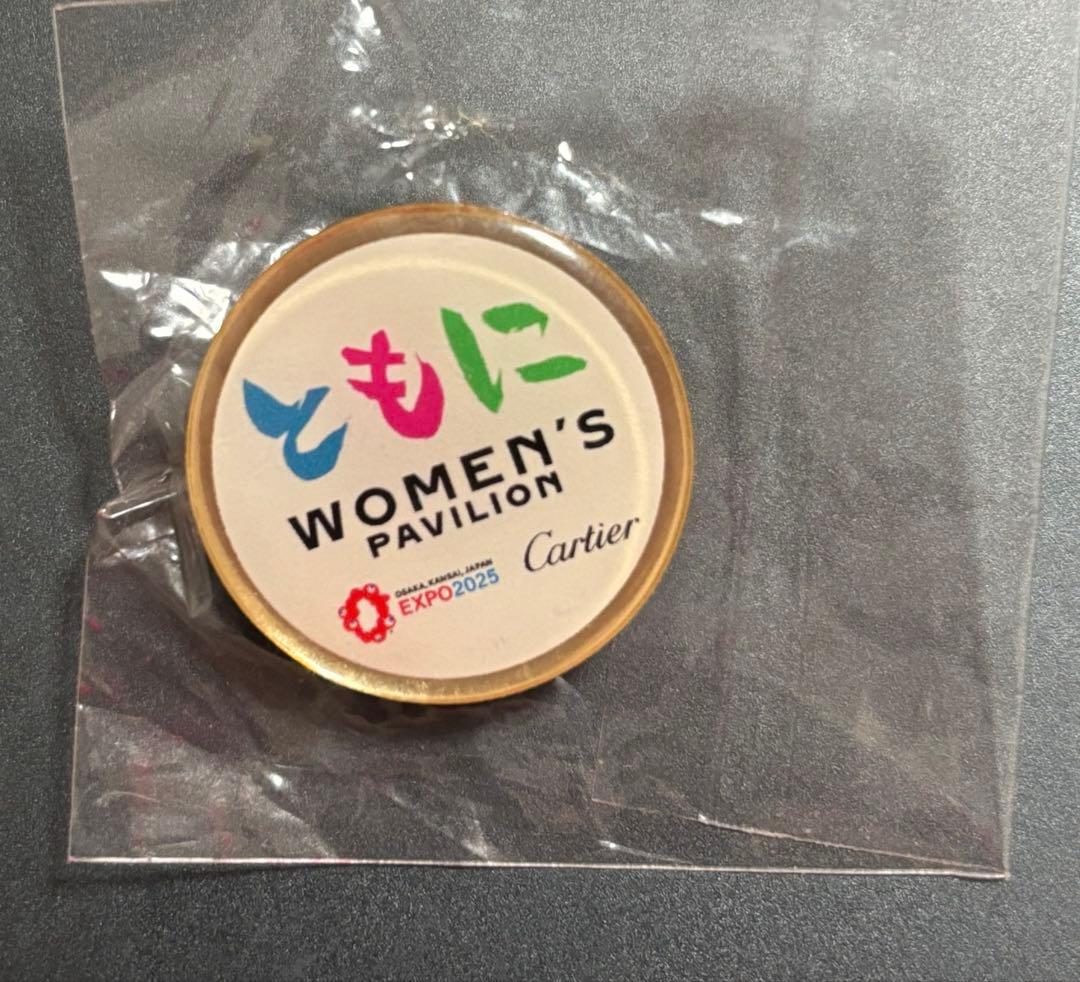 ともに
WOMEN'S
PAVILION
Cartier
OSAKA, KANSAI, JAPAN
EXPO2025